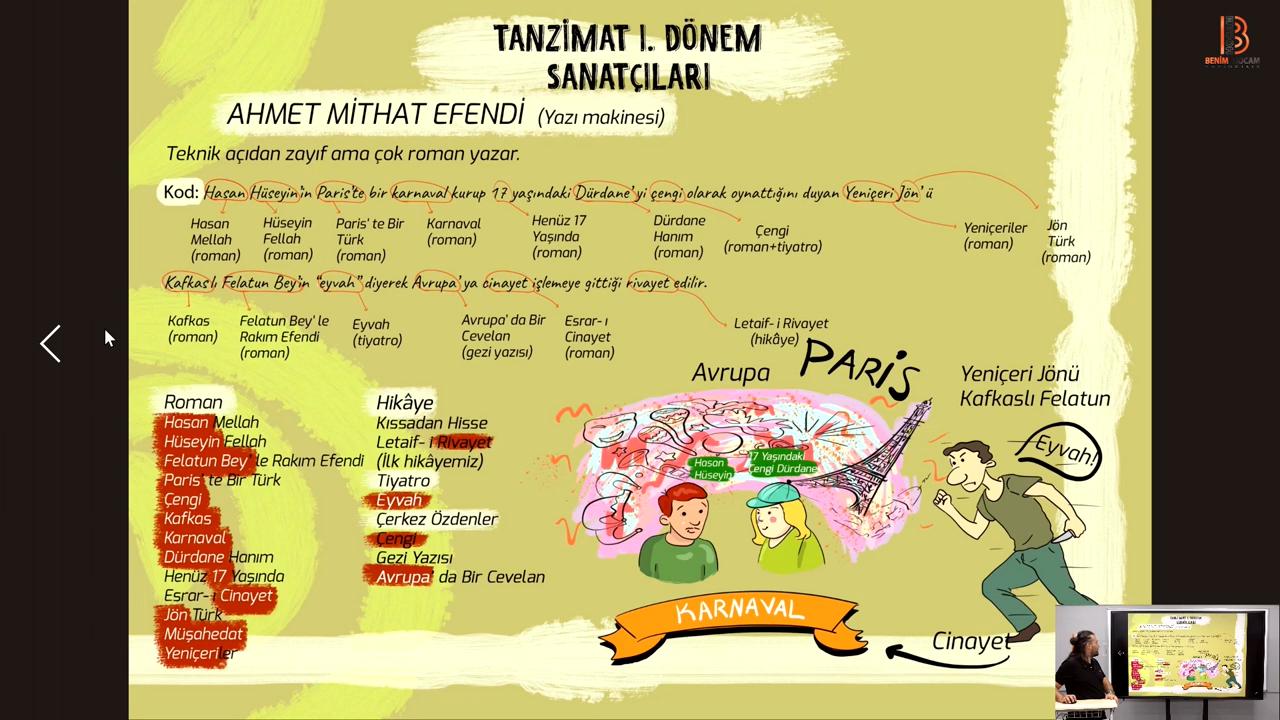 TANZİMAT I. DÖNEM
SANATÇILARI
BENİM HOCAM
AHMET MİTHAT EFENDİ (Yazı makinesi)
Teknik açıdan zayıf ama çok roman yazar.
Kod: Hasan Hüseyin'in Paris'te bir karnaval kurup 17 yaşındaki Dürdane'yi çengi olarak oynattığını duyan Yeniçeri Jön'ü
Hasan
Mellah
(roman)
Hüseyin
Fellah
(roman)
Paris' te Bir
Türk
(roman)
Karnaval
(roman)
Henüz 17
Yaşında
(roman)
Dürdane
Hanım
(roman)
Çengi
(roman+tiyatro)
Yeniçeriler
(roman)
Jön
Türk
(roman)
Kafkaslı Felatun Bey'in “eyvah” diyerek Avrupa'ya cinayet işlemeye gittiği rivayet edilir.
Kafkas
(roman)
Felatun Bey' le
Rakım Efendi
(roman)
Eyvah
(tiyatro)
Avrupa' da Bir
Cevelan
(gezi yazısı)
Esrar- ı
Cinayet
(roman)
Letaif- i Rivayet
(hikâye)
Roman
Hasan Mellah
Hüseyin Fellah
Felatun Bey' le Rakım Efendi
Paris' te Bir Türk
Çengi
Kafkas
Karnaval
Dürdane Hanım
Henüz 17 Yaşında
Esrar- ı Cinayet
Jön Türk
Müşahedat
Yeniçeriler
Hikâye
Kıssadan Hisse
Letaif- i Rivayet
(İlk hikâyemiz)
Tiyatro
Eyvah
Çerkez Özdenler
Çengi
Gezi Yazısı
Avrupa' da Bir Cevelan
Avrupa
PARİS
Hasan
Hüseyin
17 Yaşındaki
Çengi Dürdane
KARNAVAL
Yeniçeri Jönü
Kafkaslı Felatun
Eyvah!
Cinayet